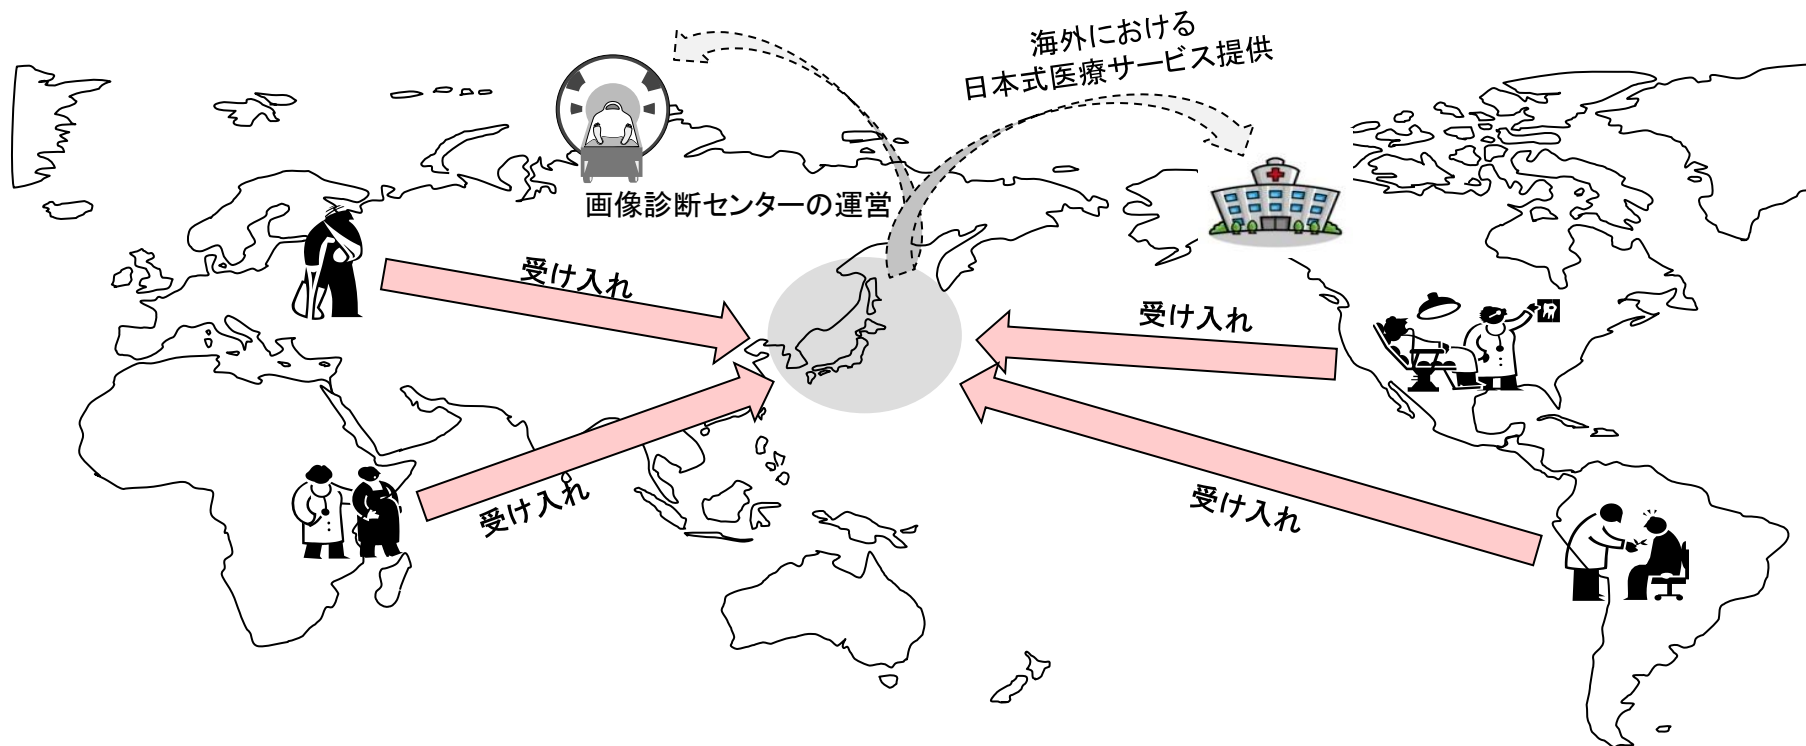 海外における
日本式医療サービス提供
画像診断センターの運営
受け入れ
受け入れ
受け入れ
受け入れ